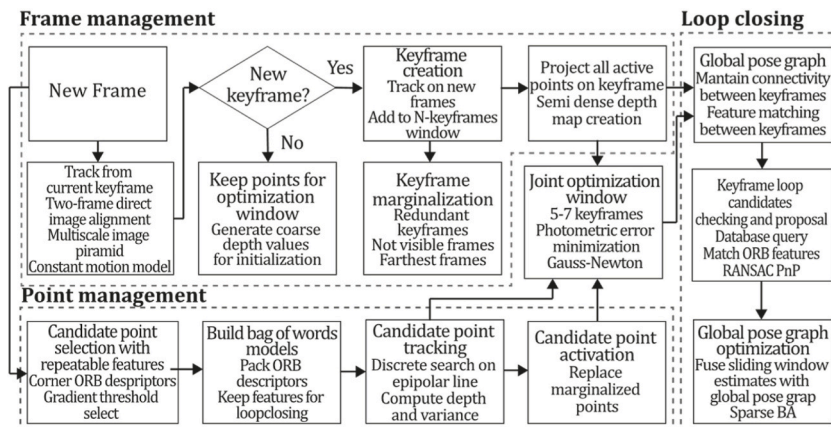 Frame management
New Frame
Track from
current keyframe
Two-frame direct
image alignment
Multiscale image
piramid
Constant motion model
New
keyframe?
Yes
No
Keep points for
optimization
window
Generate coarse
depth values
for initialization
Keyframe
creation
Track on new
frames
Add to N-keyframes
window
Keyframe
marginalization
Redundant
keyframes
Not visible frames
Farthest frames
Project all active
points on keyframe
Semi dense depth
map creation
Joint optimization
window
5-7 keyframes
Photometric error
minimization
Gauss-Newton
Point management
Candidate point
selection with
repeatable features
Corner ORB despriptors
Gradient threshold
select
Build bag of words
models
Pack ORB
descriptors
Keep features for
loopclosing
Candidate point
tracking
Discrete search on
epipolar line
Compute depth
and variance
Candidate point
activation
Replace
marginalized
points
Loop closing
Global pose graph
Mantain connectivity
between keyframes
Feature matching
between keyframes
Keyframe loop
candidates
checking and proposal
Database query
Match ORB features
RANSAC PnP
Global pose graph
optimization
Fuse sliding window
estimates with
global pose grap
Sparse BA